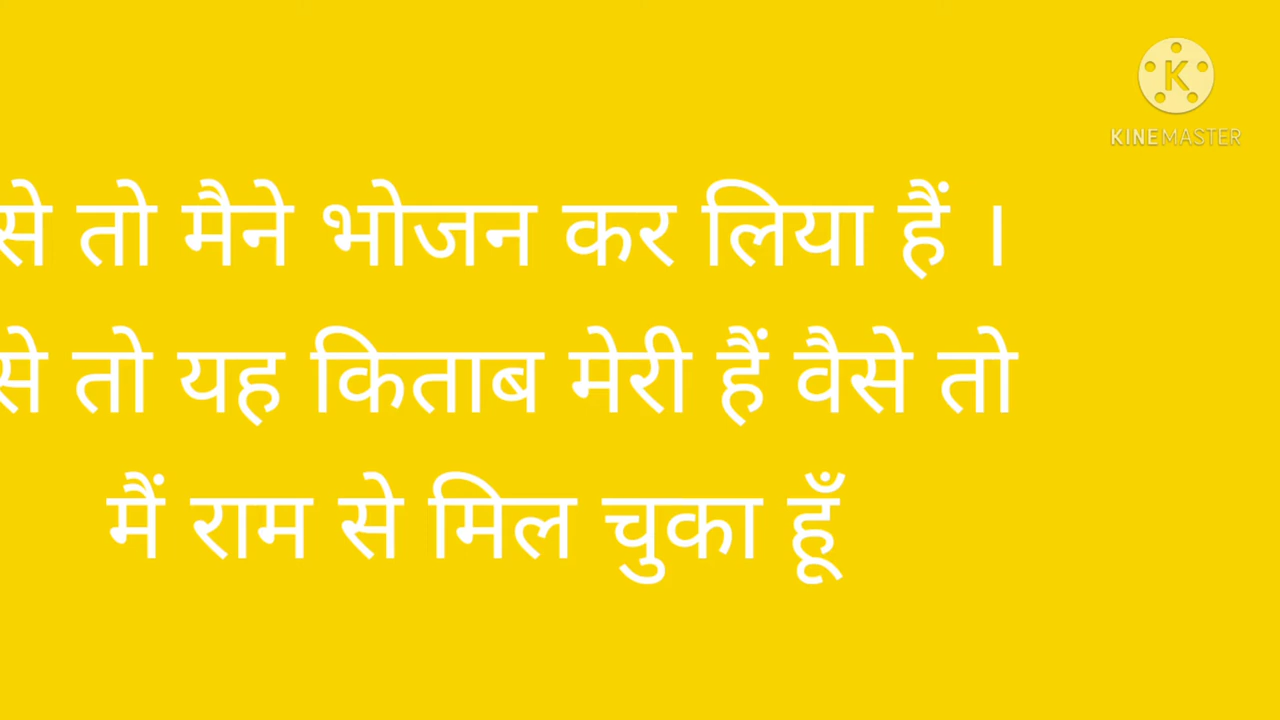 KINEMASTER
से तो मैने भोजन कर लिया हैं ।
से तो यह किताब मेरी हैं वैसे तो
मैं राम से मिल चुका हूँ